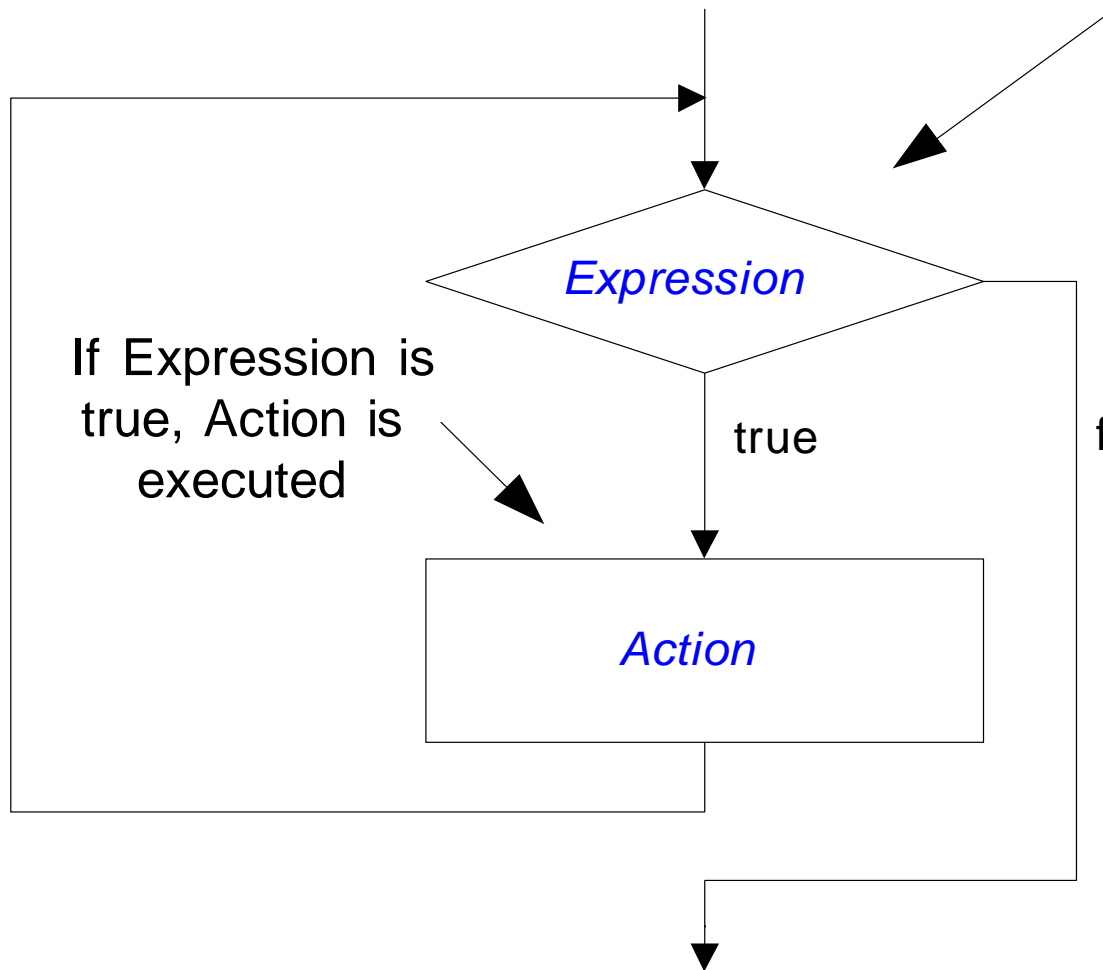 Expression
If Expression is
true, Action is
executed
true
Action